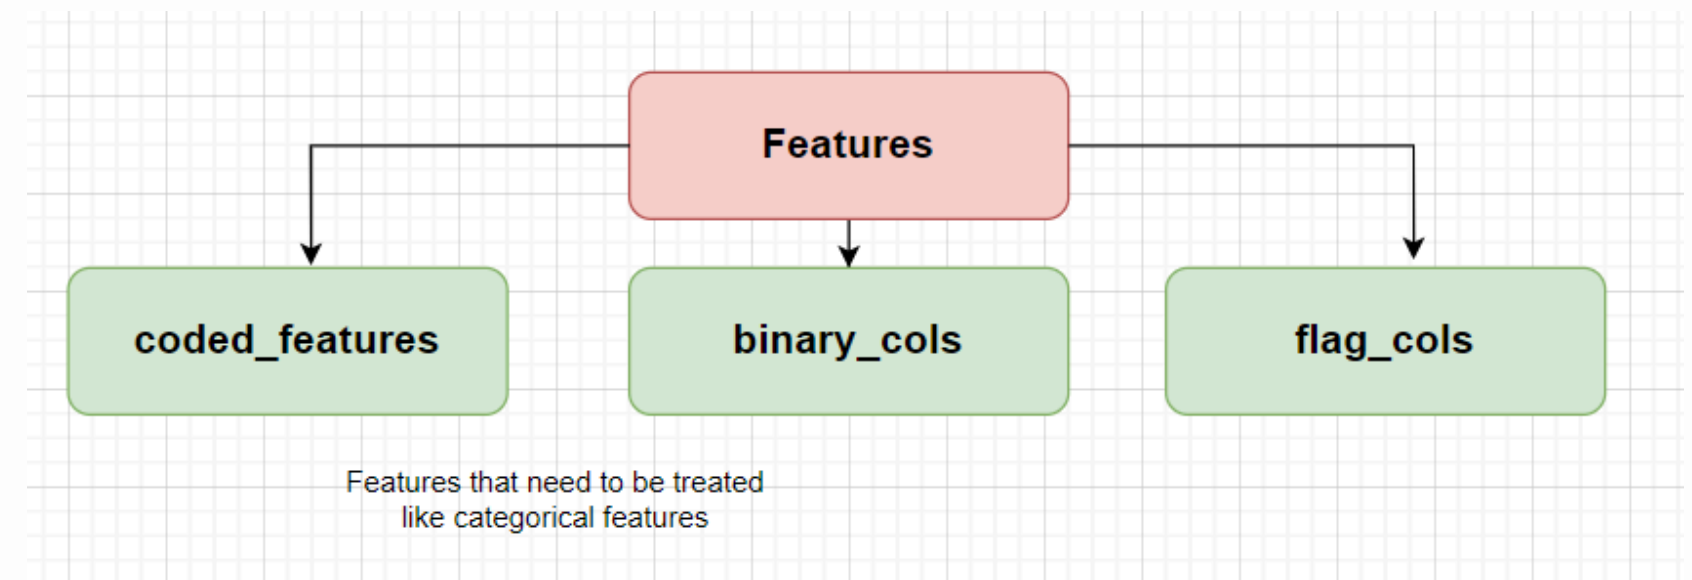 Features
coded_features
binary_cols
flag_cols
Features that need to be treated
like categorical features